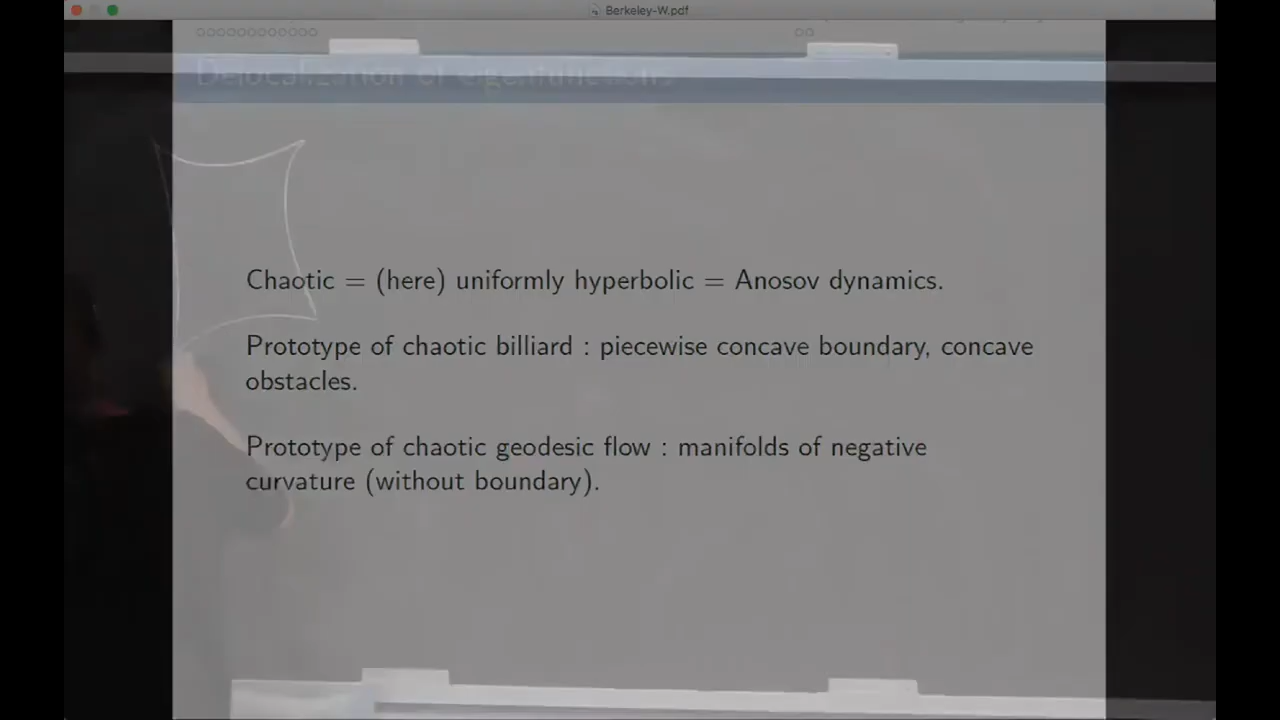 Berkeley-W.pdf
Delocalization of eigenfunctions
Chaotic = (here) uniformly hyperbolic = Anosov dynamics.
Prototype of chaotic billiard : piecewise concave boundary, concave
obstacles.
Prototype of chaotic geodesic flow : manifolds of negative
curvature (without boundary).